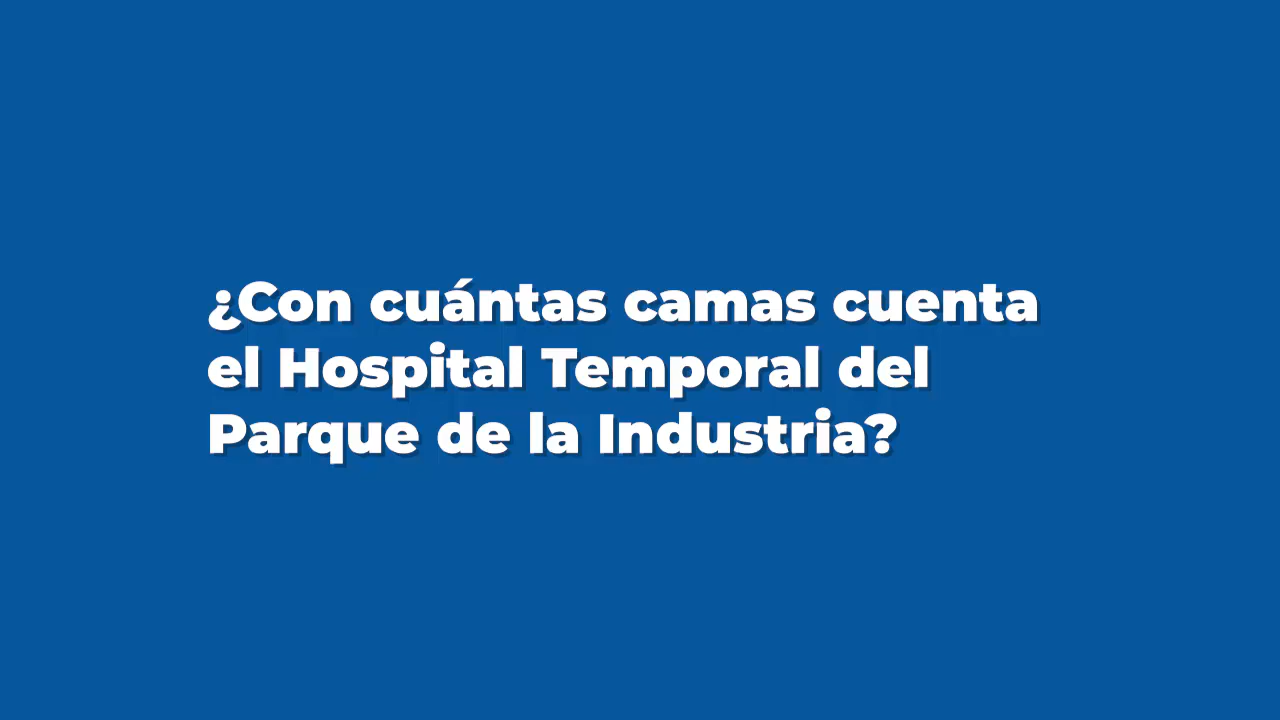 ¿Con cuántas camas cuenta
el Hospital Temporal del
Parque de la Industria?